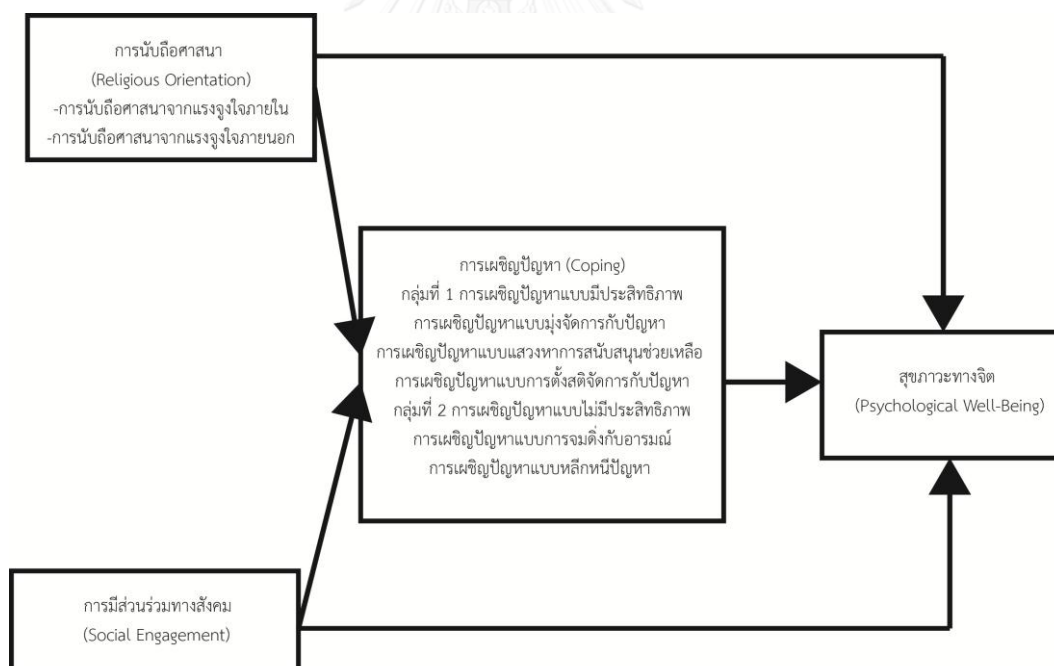 การนับถือศาสนา
(Religious Orientation)
-การนับถือศาสนาจากแรงจูงใจภายใน
-การนับถือศาสนาจากแรงจูงใจภายนอก
การเผชิญปัญหา (Coping)
กลุ่มที่ 1 การเผชิญปัญหาแบบมีประสิทธิภาพ
การเผชิญปัญหาแบบมุ่งจัดการกับปัญหา
การเผชิญปัญหาแบบแสวงหาการสนับสนุนช่วยเหลือ
การเผชิญปัญหาแบบการตั้งสติจัดการกับปัญหา
กลุ่มที่ 2 การเผชิญปัญหาแบบไม่มีประสิทธิภาพ
การเผชิญปัญหาแบบการจมดิ่งกับอารมณ์
การเผชิญปัญหาแบบหลีกหนีปัญหา
สุขภาวะทางจิต
(Psychological Well-Being)
การมีส่วนร่วมทางสังคม
(Social Engagement)